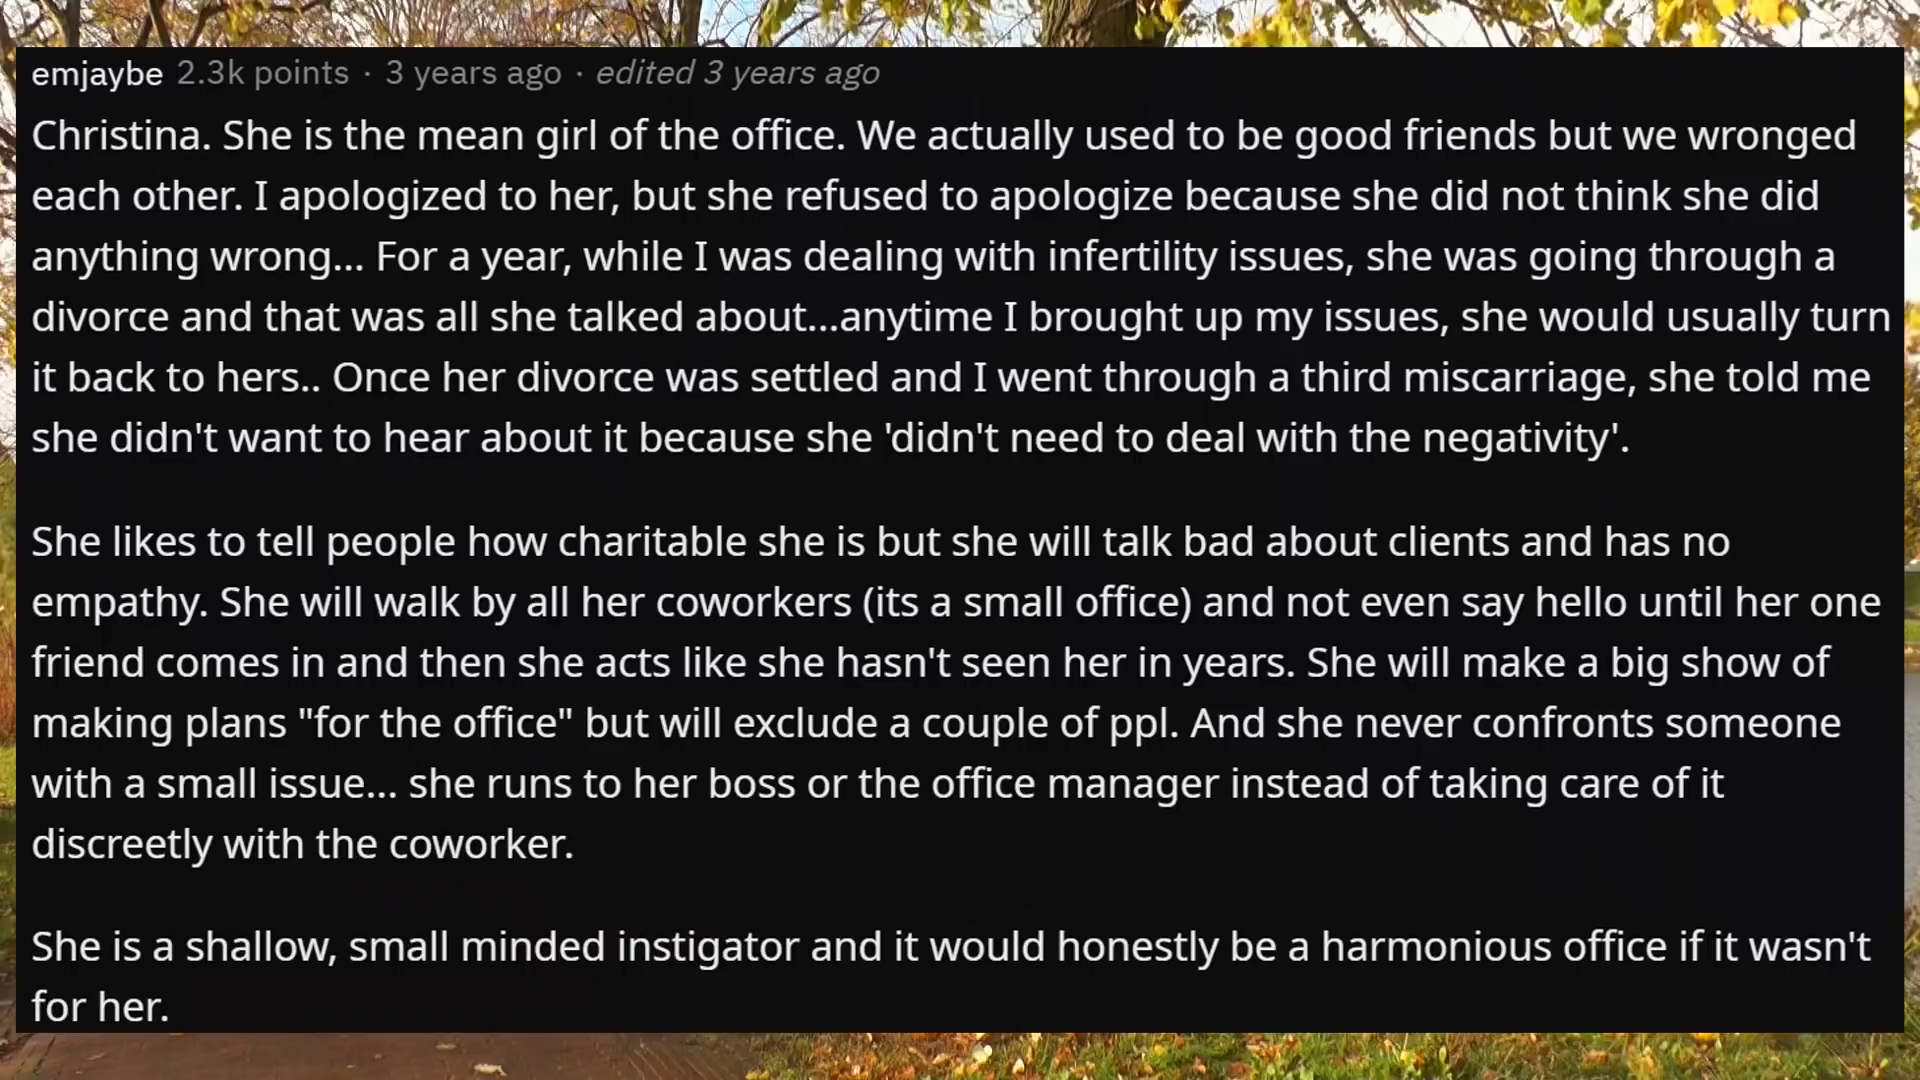 emjaybe 2.3k points · 3 years ago · edited 3 years ago
Christina. She is the mean girl of the office. We actually used to be good friends but we wronged
each other. I apologized to her, but she refused to apologize because she did not think she did
anything wrong... For a year, while I was dealing with infertility issues, she was going through a
divorce and that was all she talked about...anytime I brought up my issues, she would usually turn
it back to hers.. Once her divorce was settled and I went through a third miscarriage, she told me
she didn't want to hear about it because she 'didn't need to deal with the negativity'.
She likes to tell people how charitable she is but she will talk bad about clients and has no
empathy. She will walk by all her coworkers (its a small office) and not even say hello until her one
friend comes in and then she acts like she hasn't seen her in years. She will make a big show of
making plans "for the office" but will exclude a couple of ppl. And she never confronts someone
with a small issue... she runs to her boss or the office manager instead of taking care of it
discreetly with the coworker.
She is a shallow, small minded instigator and it would honestly be a harmonious office if it wasn't
for her.